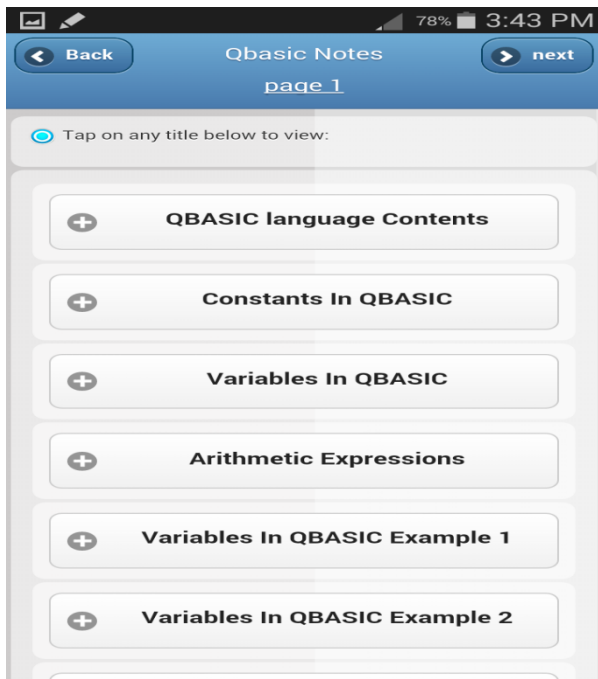 78% 3:43 PM
Back Qbasic Notes next
page 1
Tap on any title below to view:
QBASIC language Contents
Constants In QBASIC
Variables In QBASIC
Arithmetic Expressions
Variables In QBASIC Example 1
Variables In QBASIC Example 2